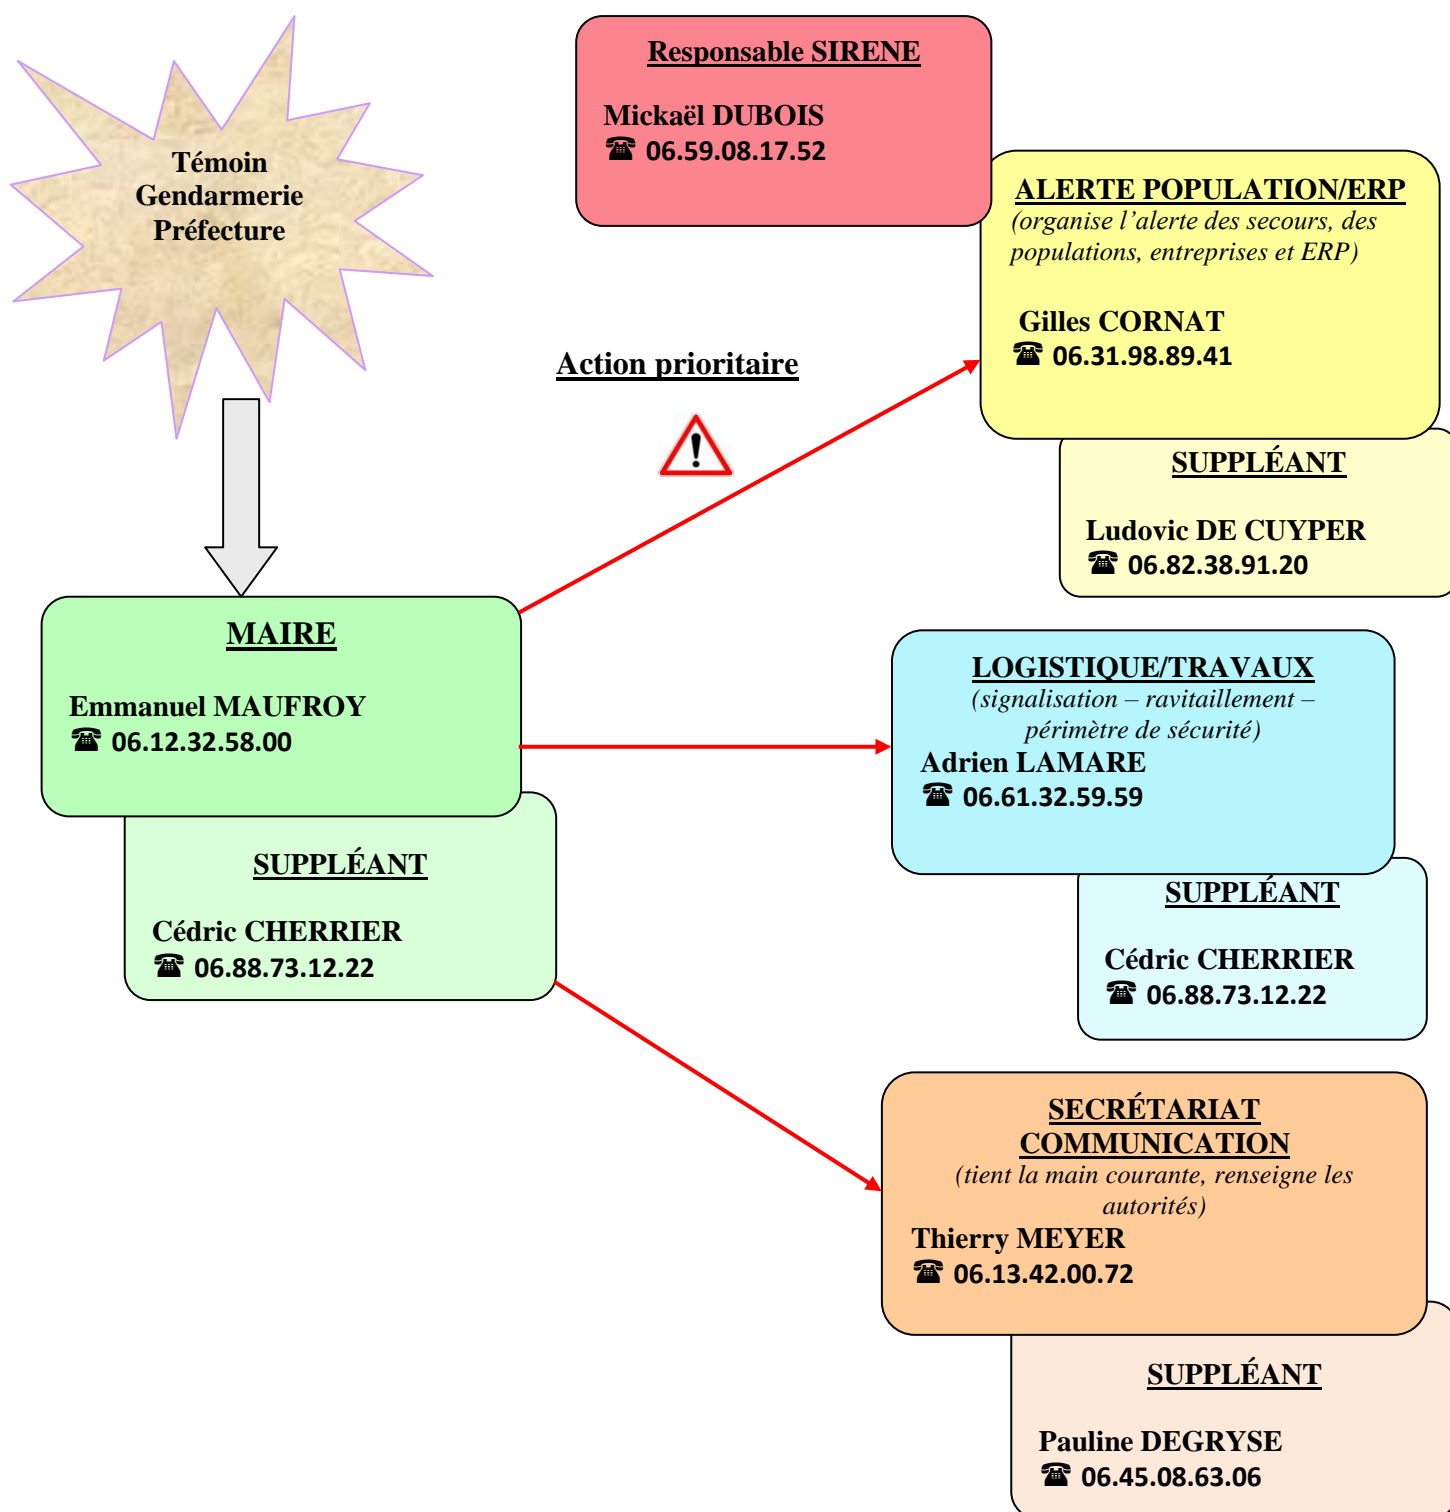 Témoin
Gendarmerie
Préfecture
Responsable SIRENE
Mickaël DUBOIS
☎ 06.59.08.17.52
ALERTE POPULATION/ERP
(organise l’alerte des secours, des
populations, entreprises et ERP)
Gilles CORNAT
☎ 06.31.98.89.41
SUPPLÉANT
Ludovic DE CUYPER
☎ 06.82.38.91.20
Action prioritaire
MAIRE
Emmanuel MAUFROY
☎ 06.12.32.58.00
SUPPLÉANT
Cédric CHERRIER
☎ 06.88.73.12.22
LOGISTIQUE/TRAVAUX
(signalisation – ravitaillement –
périmètre de sécurité)
Adrien LAMARE
☎ 06.61.32.59.59
SUPPLÉANT
Cédric CHERRIER
☎ 06.88.73.12.22
SECRÉTARIAT
COMMUNICATION
(tient la main courante, renseigne les
autorités)
Thierry MEYER
☎ 06.13.42.00.72
SUPPLÉANT
Pauline DEGRYSE
☎ 06.45.08.63.06